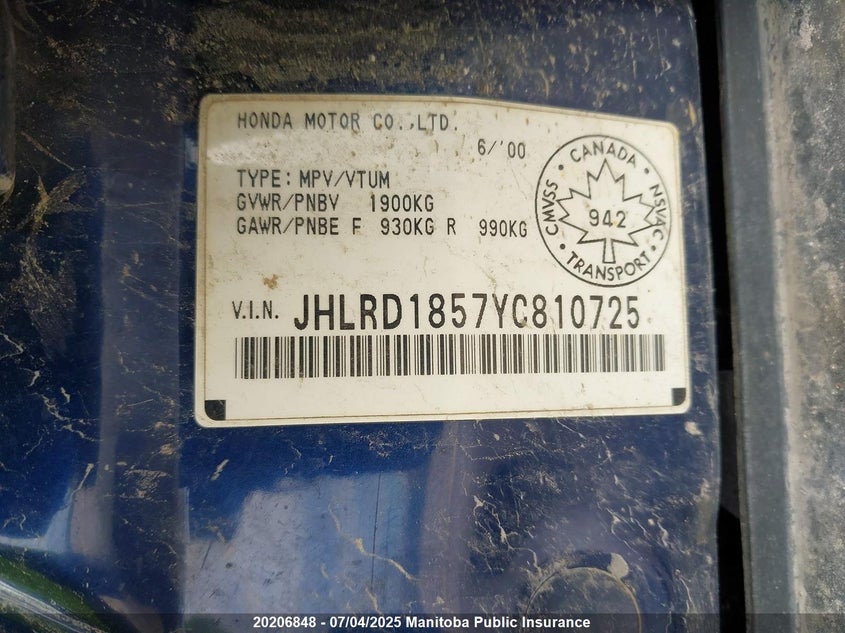 HONDA MOTOR CO.,LTD.
6/'00
TYPE: MPV/VTUM
GVWR/PNBV 1900KG
GAWR/PNBE F 930KG R 990KG
CANADA
CMVSS
942
NSVAC
TRANSPORT
V.I.N. JHLRD1857YC810725
20206848 - 07/04/2025 Manitoba Public Insurance